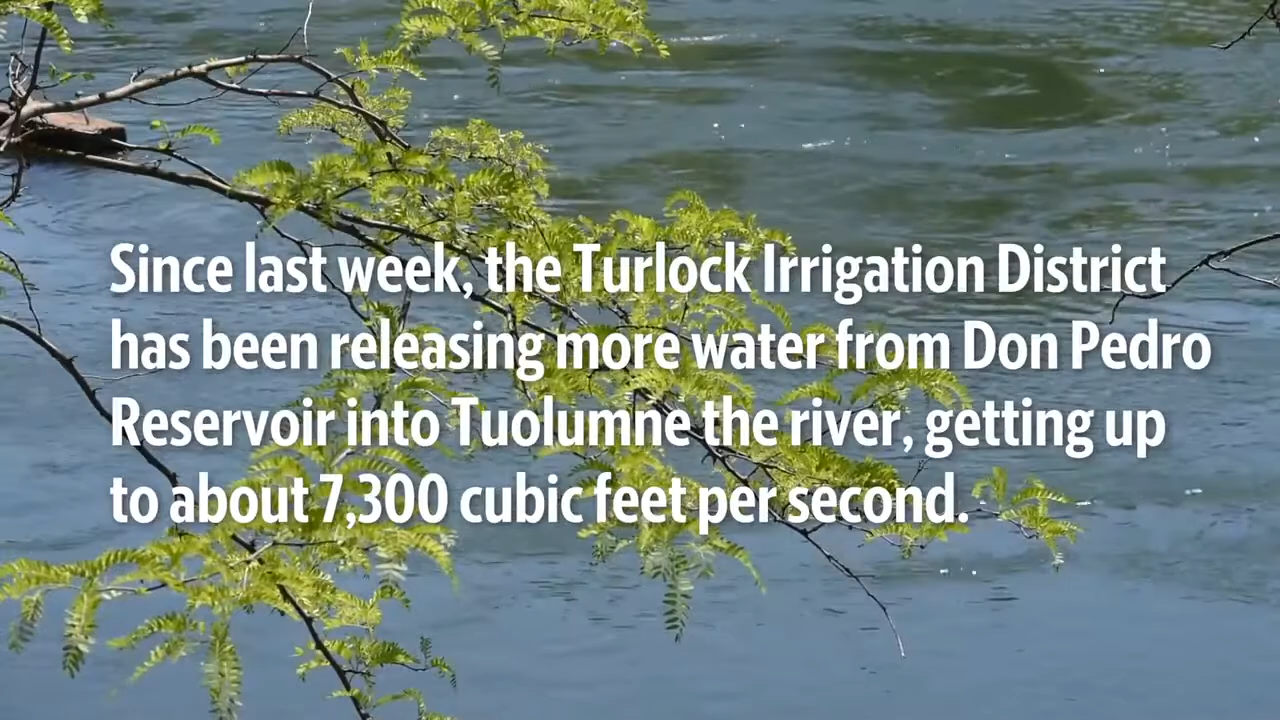 Since last week, the Turlock Irrigation District
has been releasing more water from Don Pedro
Reservoir into Tuolumne the river, getting up
to about 7,300 cubic feet per second.